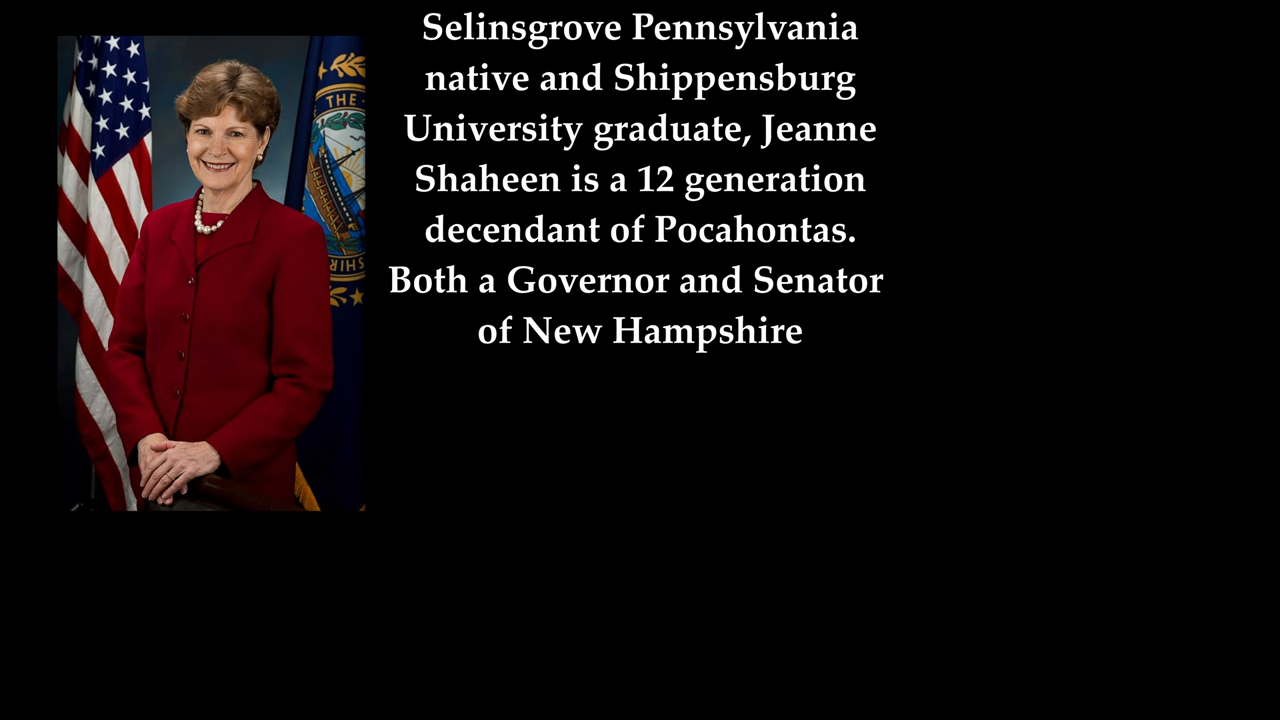 Selinsgrove Pennsylvania
native and Shippensburg
University graduate, Jeanne
Shaheen is a 12 generation
decendant of Pocahontas.
Both a Governor and Senator
of New Hampshire
THE